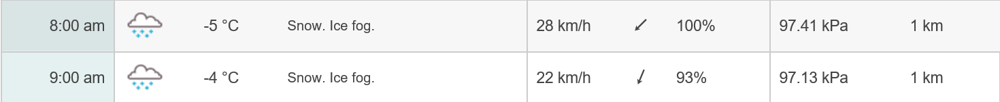 8:00 am -5 °C Snow. Ice fog. 28 km/h 100% 97.41 kPa 1 km
9:00 am -4 °C Snow. Ice fog. 22 km/h 93% 97.13 kPa 1 km